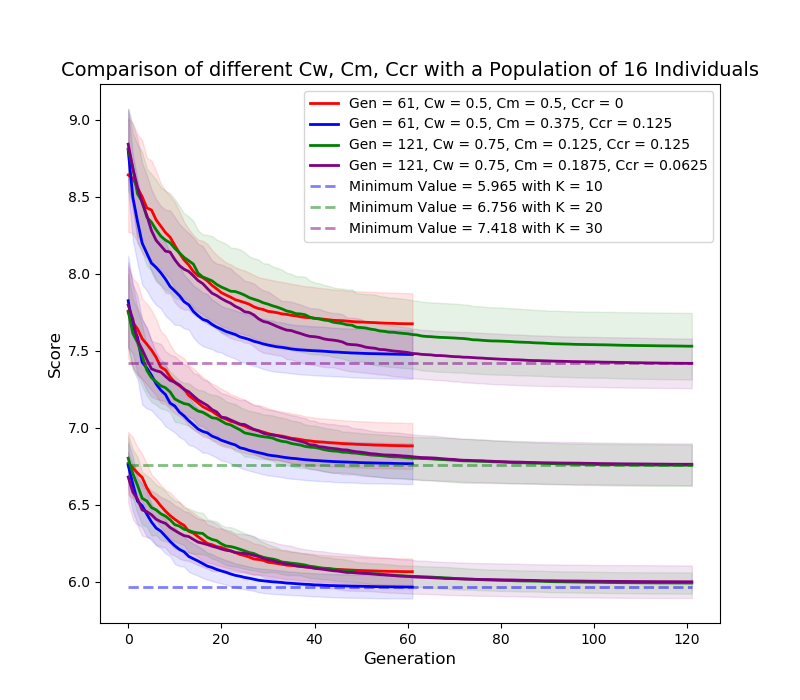 Comparison of different Cw, Cm, Ccr with a Population of 16 Individuals
Gen = 61, Cw = 0.5, Cm = 0.5, Ccr = 0
Gen = 61, Cw = 0.5, Cm = 0.375, Ccr = 0.125
Gen = 121, Cw = 0.75, Cm = 0.125, Ccr = 0.125
Gen = 121, Cw = 0.75, Cm = 0.1875, Ccr = 0.0625
Minimum Value = 5.965 with K = 10
Minimum Value = 6.756 with K = 20
Minimum Value = 7.418 with K = 30
9.0
8.5
8.0
7.5
7.0
6.5
6.0
Score
0 20 40 60 80 100 120
Generation